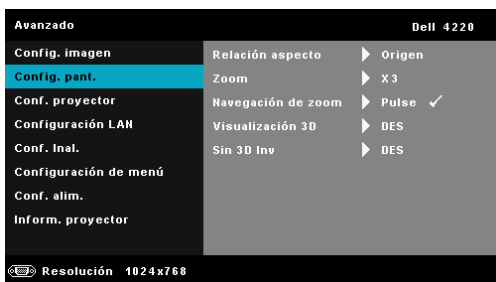 Avanzado Dell 4220
Config. imagen
Config. pant.
Conf. proyector
Configuración LAN
Conf. Inal.
Configuración de menú
Conf. alim.
Inform. proyector
Relación aspecto Origen
Zoom X3
Navegación de zoom Pulse ✓
Visualización 3D DES
Sin 3D Inv DES
Resolución 1024x768